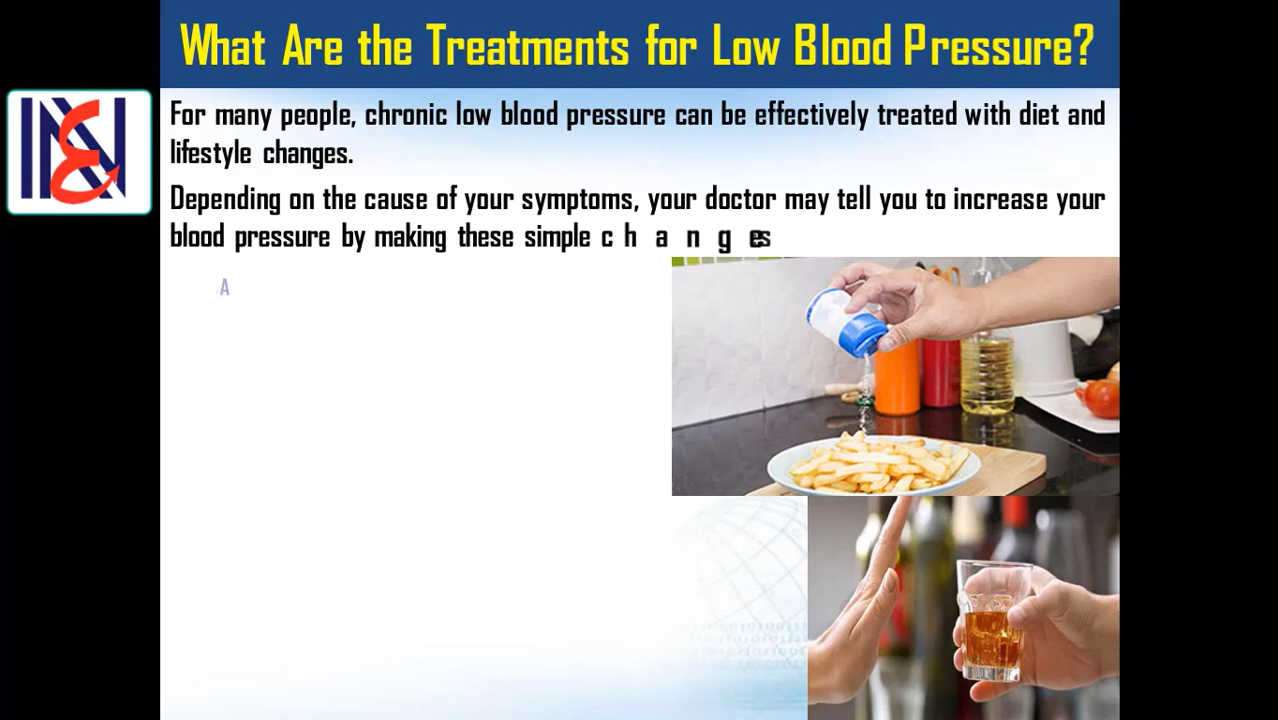 What Are the Treatments for Low Blood Pressure?
For many people, chronic low blood pressure can be effectively treated with diet and
lifestyle changes.
Depending on the cause of your symptoms, your doctor may tell you to increase your
blood pressure by making these simple changes
A